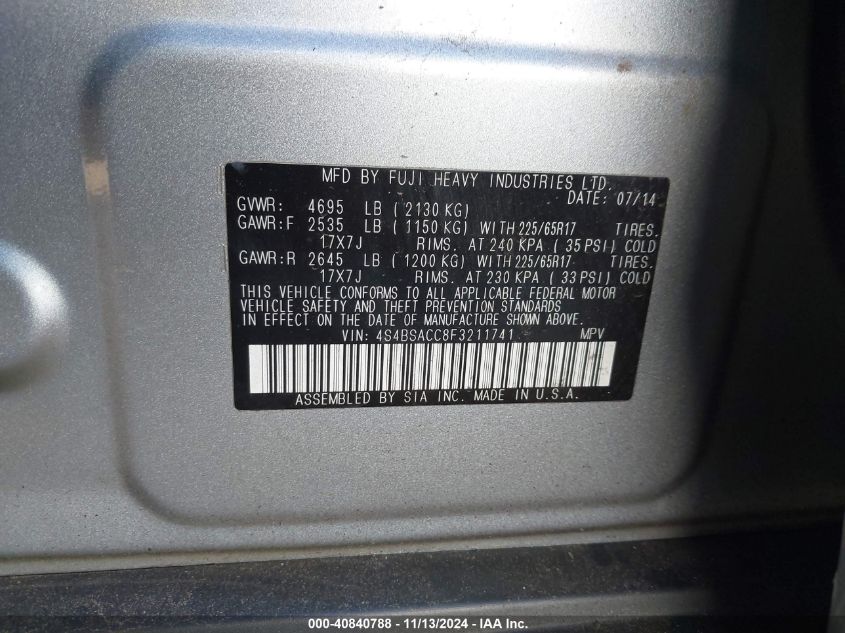 MFD BY FUJI HEAVY INDUSTRIES LTD.
DATE: 07/14
GVWR: 4695 LB ( 2130 KG)
GAWR:F 2535 LB ( 1150 KG) WITH 225/65R17 TIRES.
17X7J RIMS. AT 240 KPA ( 35 PSI) COLD
GAWR:R 2645 LB ( 1200 KG) WITH 225/65R17 TIRES.
17X7J RIMS. AT 230 KPA ( 33 PSI) COLD
THIS VEHICLE CONFORMS TO ALL APPLICABLE FEDERAL MOTOR
VEHICLE SAFETY AND THEFT PREVENTION STANDARDS
IN EFFECT ON THE DATE OF MANUFACTURE SHOWN ABOVE.
VIN: 4S4BSACC8F3211741 MPV
ASSEMBLED BY SIA INC. MADE IN U.S.A.
000-40840788 - 11/13/2024 - IAA